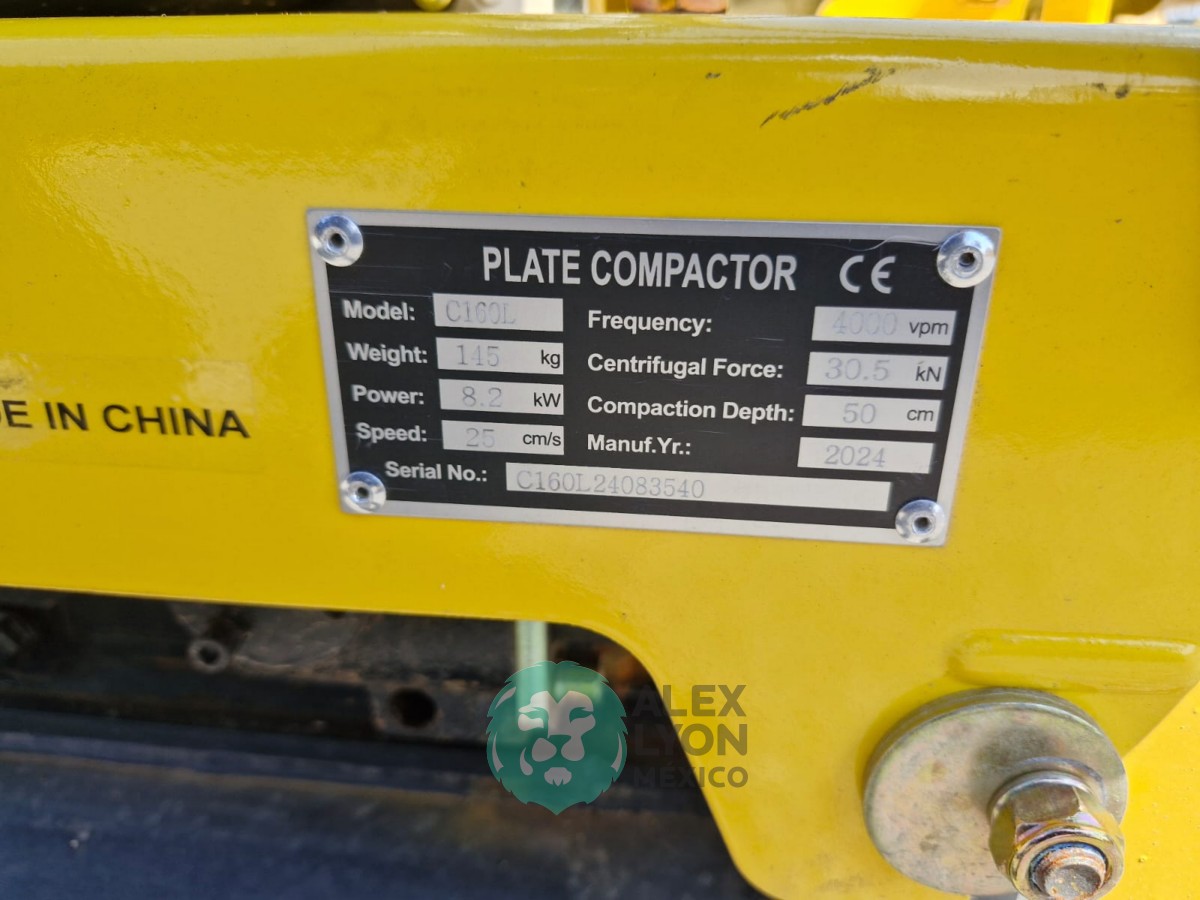 PLATE COMPACTOR CE
Model: C160L
Frequency: 4000 vpm
Weight: 145 kg
Centrifugal Force: 30.5 kN
Power: 8.2 kW
Compaction Depth: 50 cm
Speed: 25 cm/s
Manuf.Yr.: 2024
Serial No.: C160L24083540
E IN CHINA
ALEX
LYON
MÉXICO